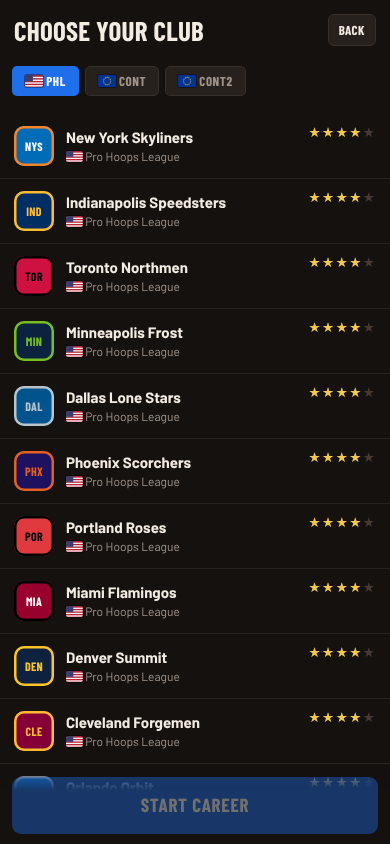 CHOOSE YOUR CLUB
BACK
PHL
CONT
CONT2
NYS
New York Skyliners
Pro Hoops League
IND
Indianapolis Speedsters
Pro Hoops League
TOR
Toronto Northmen
Pro Hoops League
MIN
Minneapolis Frost
Pro Hoops League
DAL
Dallas Lone Stars
Pro Hoops League
PHX
Phoenix Scorchers
Pro Hoops League
POR
Portland Roses
Pro Hoops League
MIA
Miami Flamingos
Pro Hoops League
DEN
Denver Summit
Pro Hoops League
CLE
Cleveland Forgemen
Pro Hoops League
Orlando Orbit
START CAREER